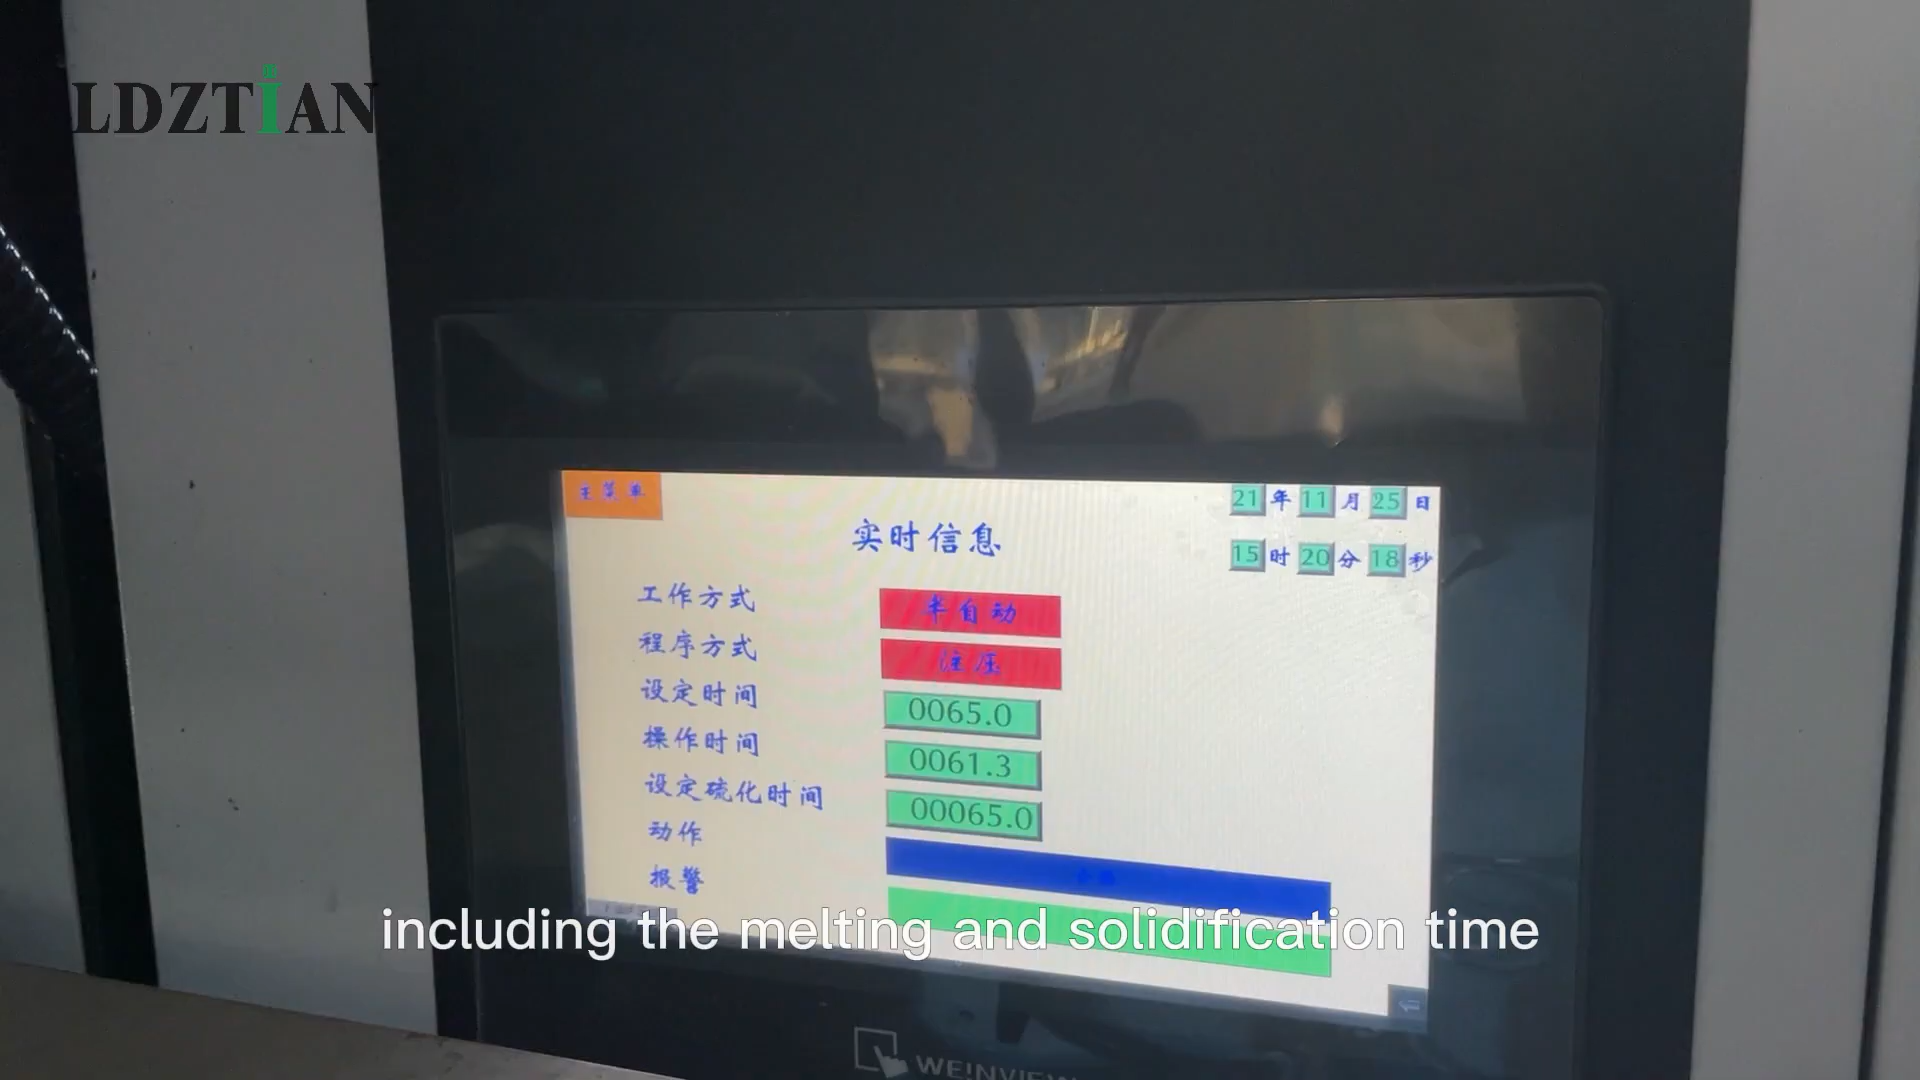 LDZTiAN
主菜单
21 年 11 月 25 日
实时信息
15 时 20 分 18 秒
工作方式 半自动
程序方式 注压
设定时间 0065.0
操作时间 0061.3
设定硫化时间 00065.0
动作
报警
including the melting and solidification time
WEINVIEW